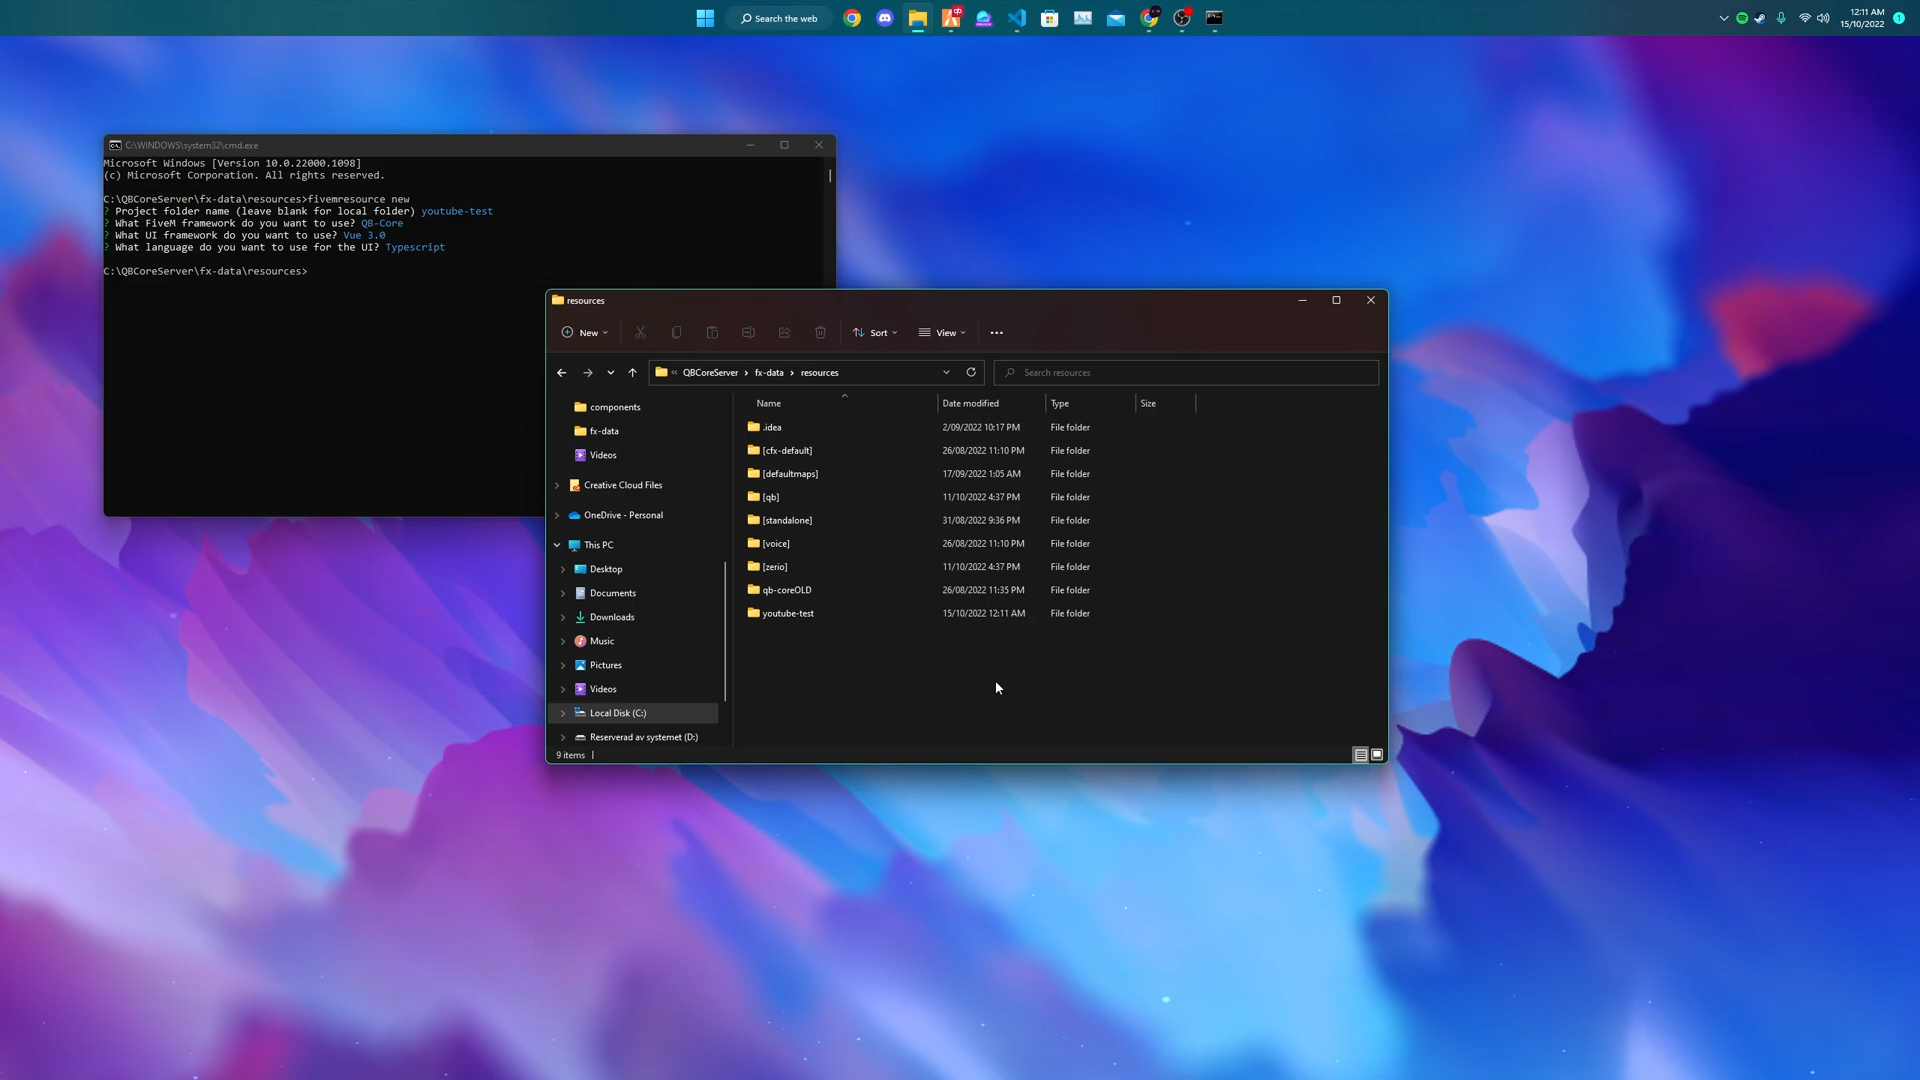 Search the web
12:11 AM
15/10/2022
1
C:\WINDOWS\system32\cmd.exe
Microsoft Windows [Version 10.0.22000.1098]
(c) Microsoft Corporation. All rights reserved.
C:\QBCoreServer\fx-data\resources>fivemresource new
? Project folder name (leave blank for local folder) youtube-test
? What FiveM framework do you want to use? QB-Core
? What UI framework do you want to use? Vue 3.0
? What language do you want to use for the UI? Typescript
C:\QBCoreServer\fx-data\resources>
resources
New
Sort
View
QBCoreServer > fx-data > resources
Search resources
components
fx-data
Videos
Creative Cloud Files
OneDrive - Personal
This PC
Desktop
Documents
Downloads
Music
Pictures
Videos
Local Disk (C:)
Reserverad av systemet (D:)
Name Date modified Type Size
.idea 2/09/2022 10:17 PM File folder
[cfx-default] 26/08/2022 11:10 PM File folder
[defaultmaps] 17/09/2022 1:05 AM File folder
[qb] 11/10/2022 4:37 PM File folder
[standalone] 31/08/2022 9:36 PM File folder
[voice] 26/08/2022 11:10 PM File folder
[zerio] 11/10/2022 4:37 PM File folder
qb-coreOLD 26/08/2022 11:35 PM File folder
youtube-test 15/10/2022 12:11 AM File folder
9 items